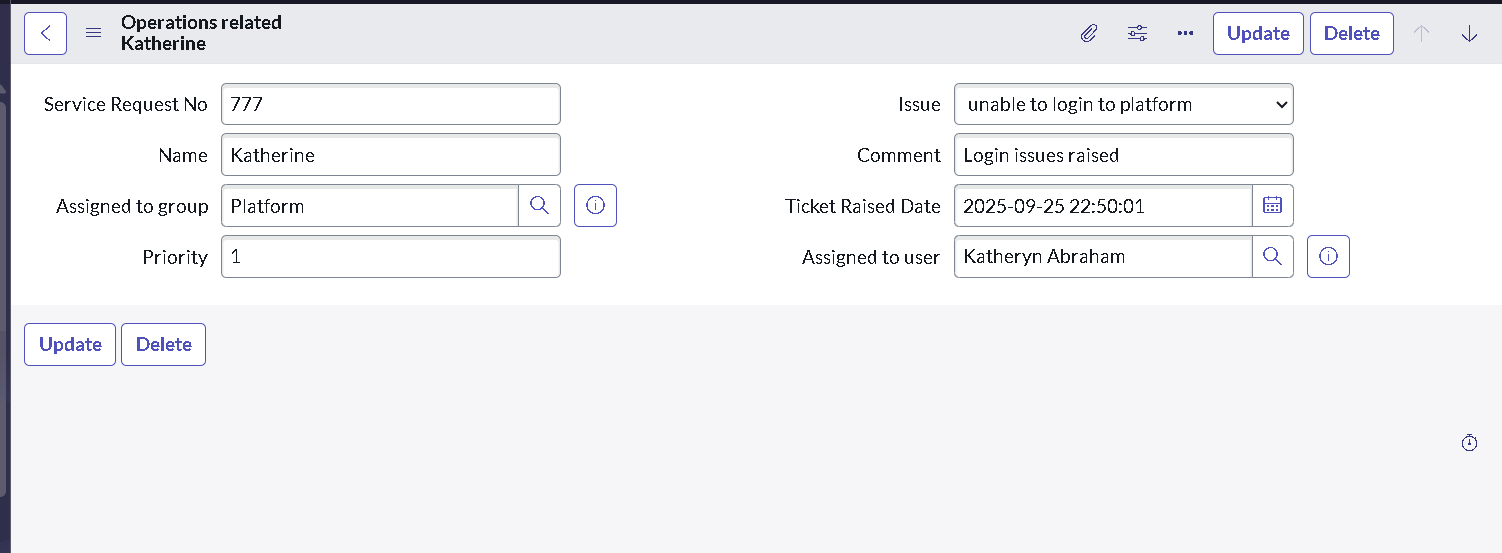 Operations related
Katherine
Update Delete
Service Request No 777
Issue unable to login to platform
Name Katherine
Comment Login issues raised
Assigned to group Platform
Ticket Raised Date 2025-09-25 22:50:01
Priority 1
Assigned to user Katheryn Abraham
Update Delete